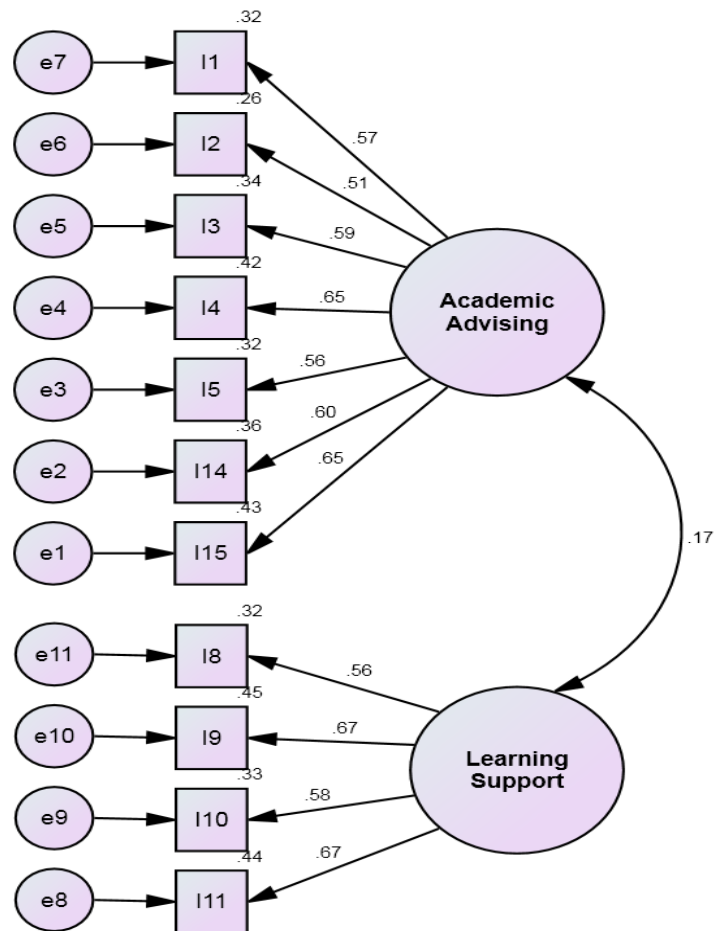 .32
e7
I1
.57
.26
e6
I2
.51
.34
e5
I3
.59
.42
e4
I4
.65
Academic
Advising
.32
e3
I5
.56
.36
e2
I14
.60
.43
e1
I15
.65
.17
.32
e11
I8
.56
.45
e10
I9
.67
Learning
Support
.33
e9
I10
.58
.44
e8
I11
.67